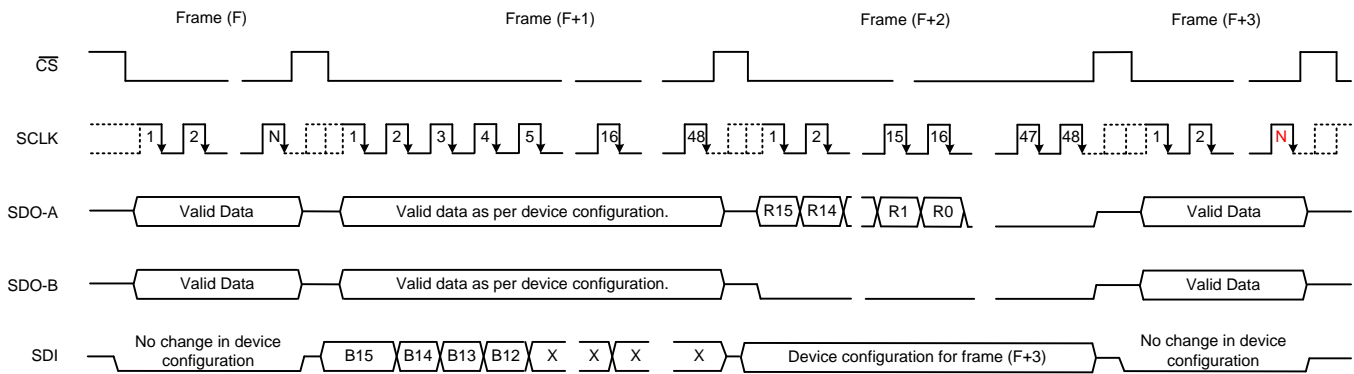 Frame (F) Frame (F+1) Frame (F+2) Frame (F+3)
CS
SCLK 1 2 N 1 2 3 4 5 16 48 1 2 15 16 47 48 1 2 N
SDO-A Valid Data Valid data as per device configuration. R15 R14 R1 R0 Valid Data
SDO-B Valid Data Valid data as per device configuration. Valid Data
SDI No change in device configuration B15 B14 B13 B12 X X X X Device configuration for frame (F+3) No change in device configuration